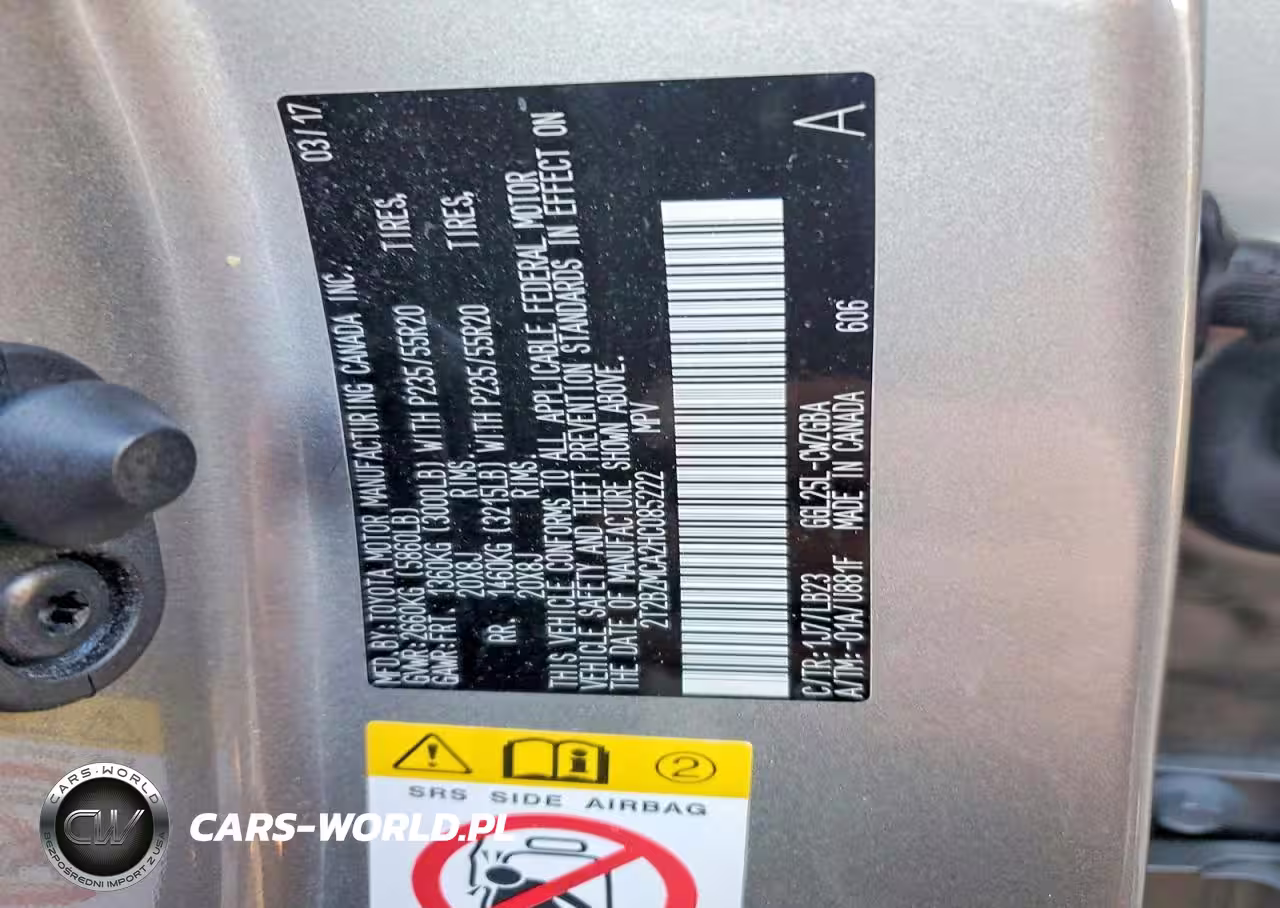 MFD.BY:TOYOTA MOTOR MANUFACTURING CANADA INC. 03/17
GVWR:2660KG (5860LB)
GAWR:FRT 1360KG (3000LB) WITH P235/55R20 TIRES,
20X8J RIMS.
RR. 1460KG (3215LB) WITH P235/55R20 TIRES,
20X8J RIMS.
THIS VEHICLE CONFORMS TO ALL APPLICABLE FEDERAL MOTOR
VEHICLE SAFETY AND THEFT PREVENTION STANDARDS IN EFFECT ON
THE DATE OF MANUFACTURE SHOWN ABOVE.
2T2BZMCA2HC085222 MPV
C/TR:1J7/LB23 GGL25L-CWZGBA A
A/TM:-01A/U881F MADE IN CANADA 606
2
SRS SIDE AIRBAG
CARS-WORLD
CW
BEZPOŚREDNI IMPORT Z USA
CARS-WORLD.PL